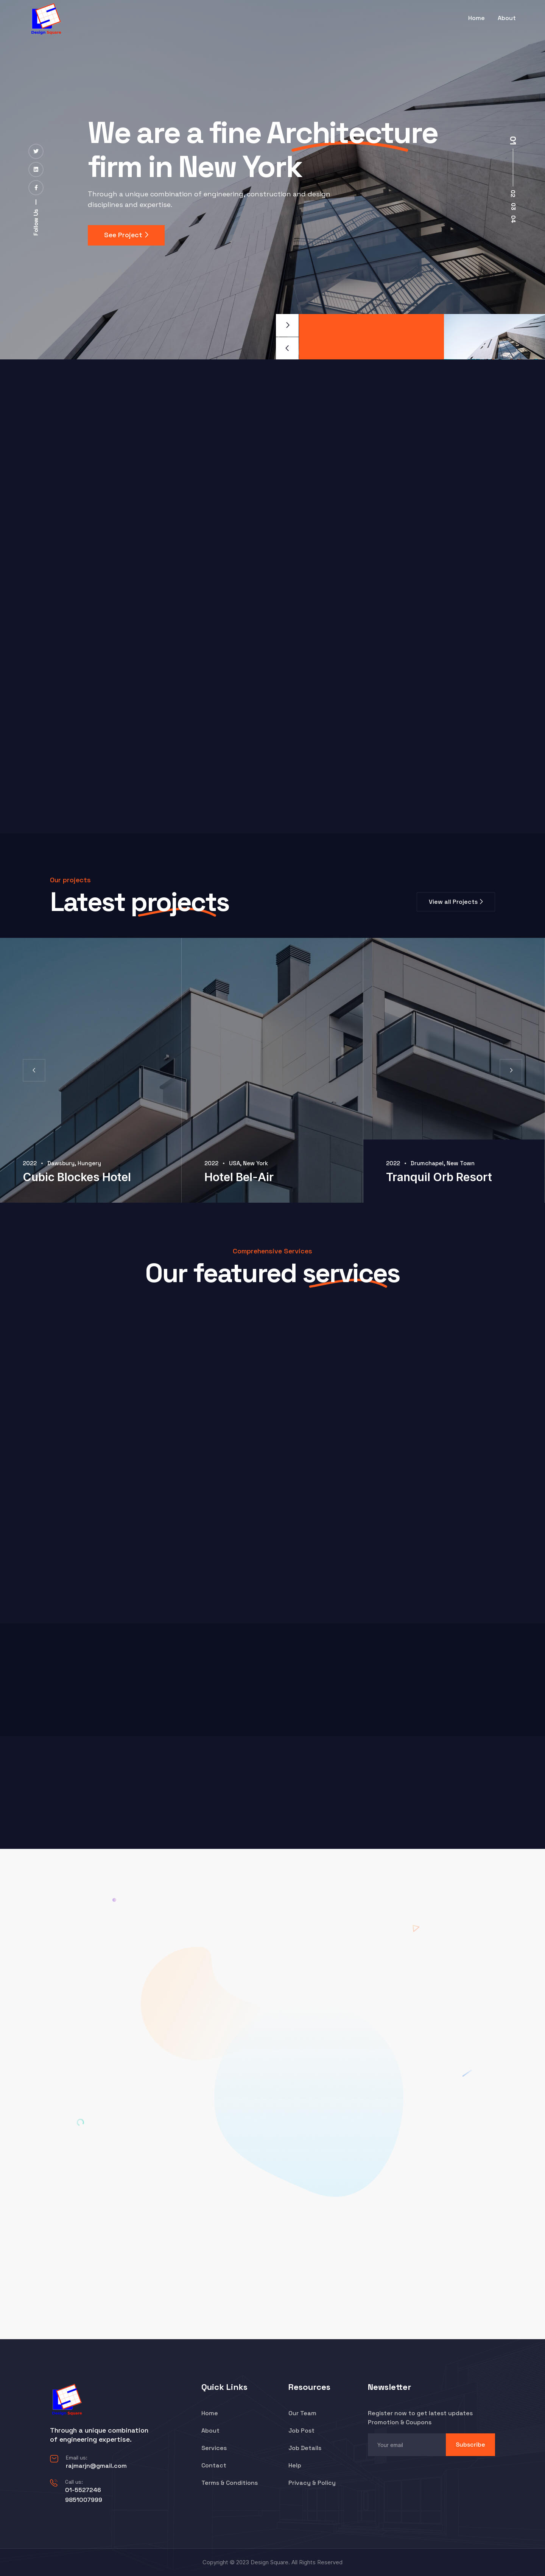 Design Square
Home
About
We are a fine Architecture
firm in New York
Through a unique combination of engineering, construction and design
disciplines and expertise.
See Project
Follow Us
01
02
03
04
Our projects
Latest projects
View all Projects
2022 • Dewsbury, Hungery
Cubic Blockes Hotel
2022 • USA, New York
Hotel Bel-Air
2022 • Drumchapel, New Town
Tranquil Orb Resort
Comprehensive Services
Our featured services
Design Square
Through a unique combination
of engineering expertise.
Email us:
rajmarjn@gmail.com
Call us:
01-5527246
9851007999
Quick Links
Home
About
Services
Contact
Terms & Conditions
Resources
Our Team
Job Post
Job Details
Help
Privacy & Policy
Newsletter
Register now to get latest updates
Promotion & Coupons
Your email
Subscribe
Copyright © 2023 Design Square. All Rights Reserved